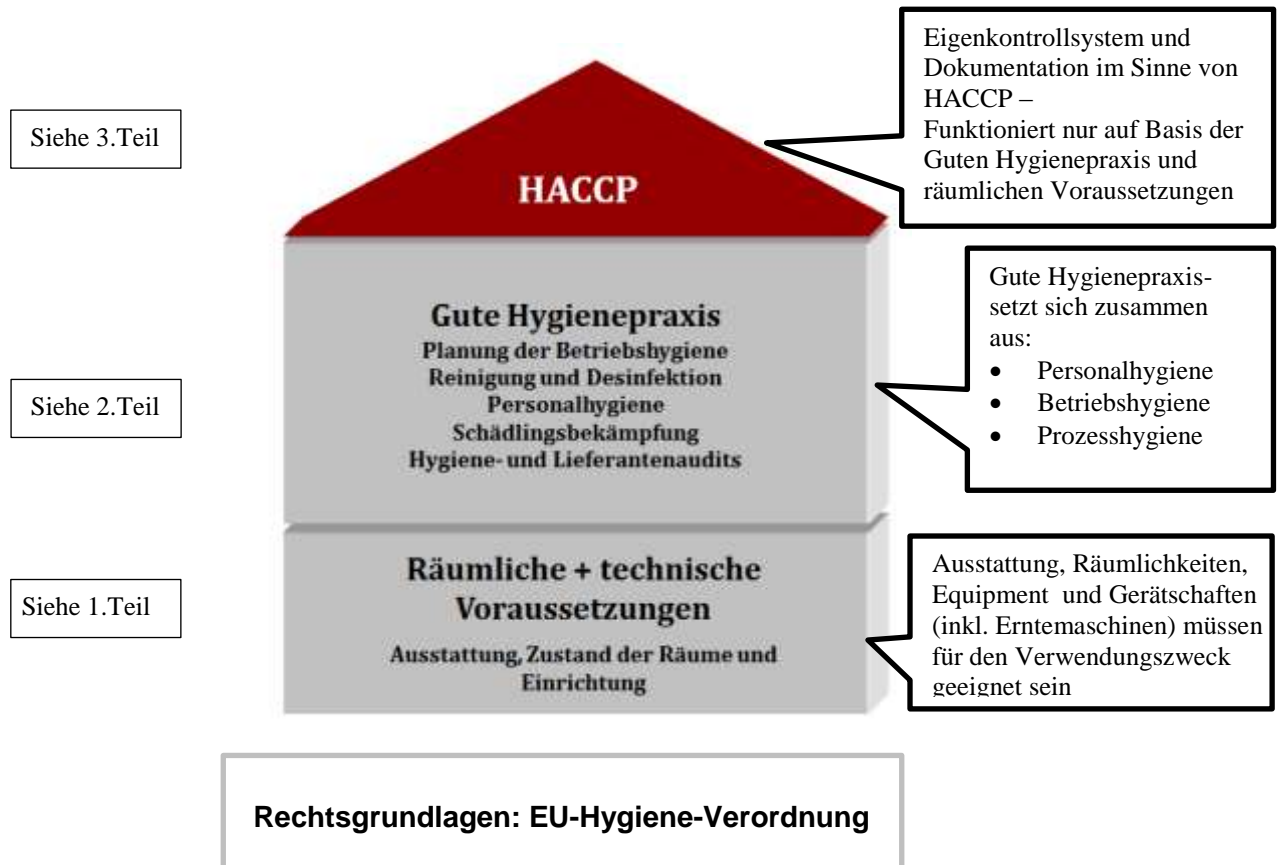 Eigenkontrollsystem und
Dokumentation im Sinne von
HACCP –
Funktioniert nur auf Basis der
Guten Hygienepraxis und
räumlichen Voraussetzungen
Siehe 3.Teil
HACCP
Gute Hygienepraxis
Planung der Betriebshygiene
Reinigung und Desinfektion
Personalhygiene
Schädlingsbekämpfung
Hygiene- und Lieferantenaudits
Gute Hygienepraxis-
setzt sich zusammen
aus:
• Personalhygiene
• Betriebshygiene
• Prozesshygiene
Siehe 2.Teil
Räumliche + technische
Voraussetzungen
Ausstattung, Zustand der Räume und
Einrichtung
Ausstattung, Räumlichkeiten,
Equipment und Gerätschaften
(inkl. Erntemaschinen) müssen
für den Verwendungszweck
geeignet sein
Siehe 1.Teil
Rechtsgrundlagen: EU-Hygiene-Verordnung